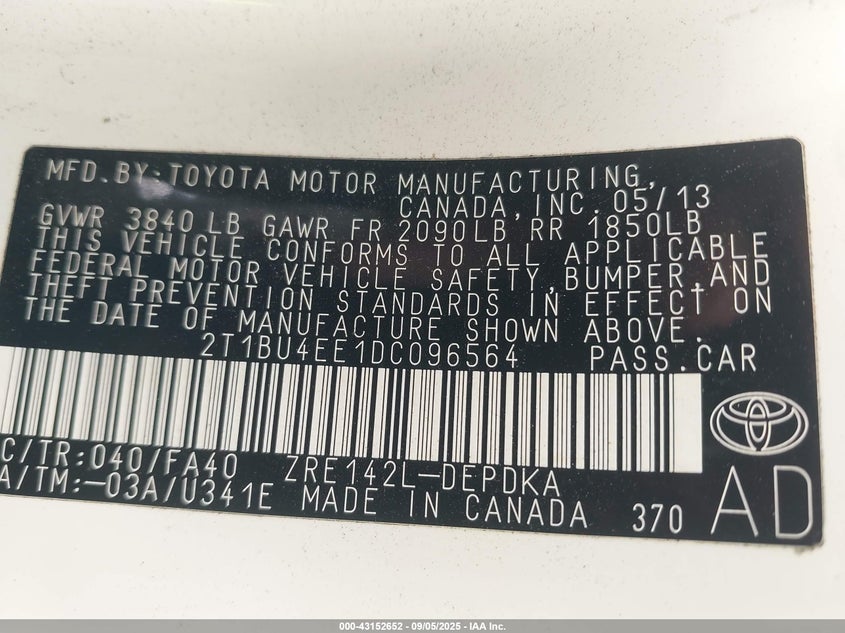 MFD. BY: TOYOTA MOTOR MANUFACTURING,
CANADA, INC. 05/13
GVWR 3840 LB GAWR FR 2090LB RR 1850LB
THIS VEHICLE CONFORMS TO ALL APPLICABLE
FEDERAL MOTOR VEHICLE SAFETY, BUMPER, AND
THEFT PREVENTION STANDARDS IN EFFECT ON
THE DATE OF MANUFACTURE SHOWN ABOVE.
2T1BU4EE1DC096564 PASS. CAR
C/TR: 040/FA40 ZRE142L-DEPDKA
A/TM: -03A/U341E MADE IN CANADA 370 AD
000-43152652 | 09/05/2025 - IAA Inc.